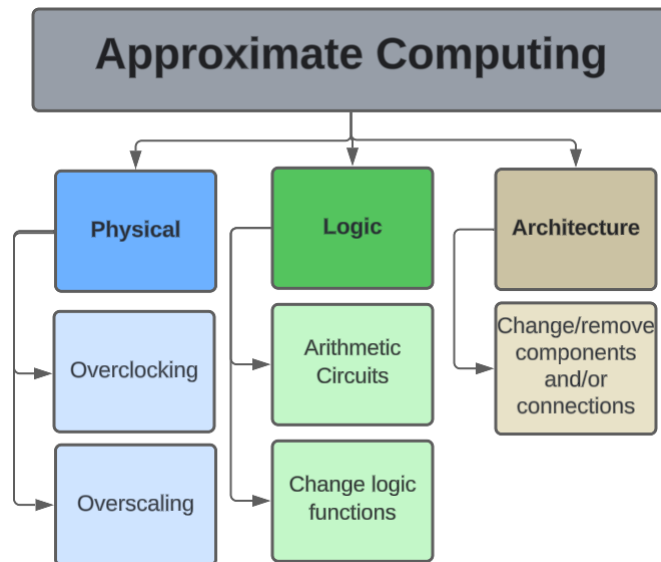 Approximate Computing
Physical
Logic
Architecture
Overclocking
Arithmetic
Circuits
Change/remove
components
and/or
connections
Overscaling
Change logic
functions